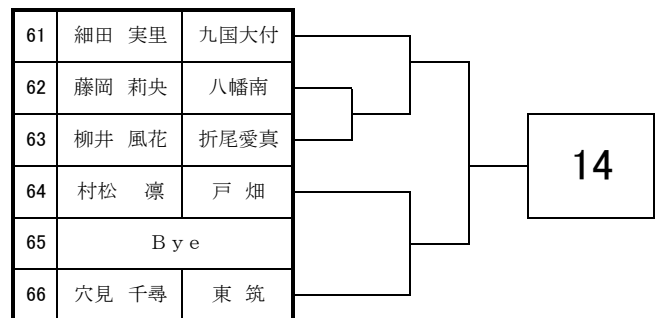 61 細田 実里 九国大付
62 藤岡 莉央 八幡南
63 柳井 風花 折尾愛真
64 村松 凛 戸 畑
65 Ｂｙｅ
66 穴見 千尋 東 筑
14